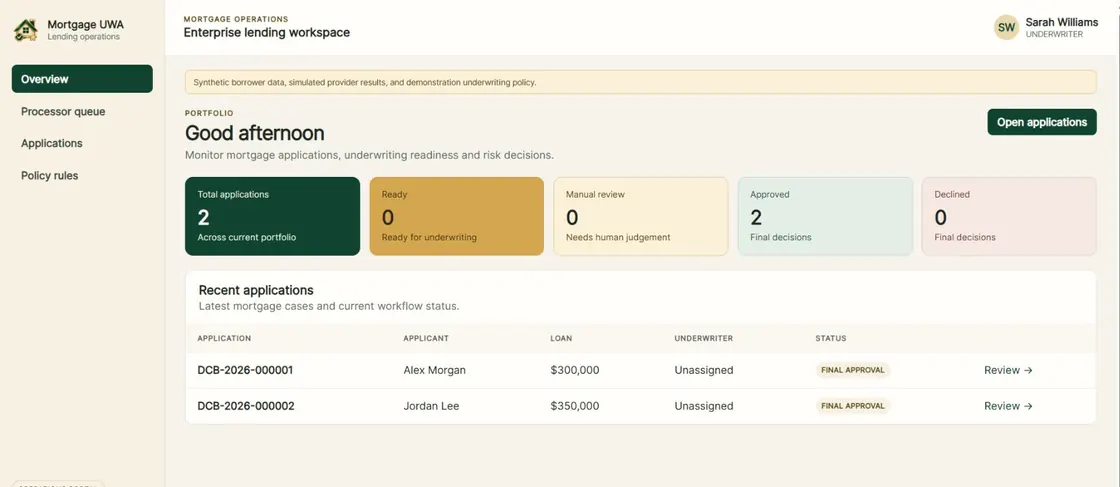 Mortgage UWA
Lending operations
Overview
Processor queue
Applications
Policy rules
MORTGAGE OPERATIONS
Enterprise lending workspace
SW
Sarah Williams
UNDERWRITER
Synthetic borrower data, simulated provider results, and demonstration underwriting policy.
PORTFOLIO
Good afternoon
Monitor mortgage applications, underwriting readiness and risk decisions.
Open applications
Total applications
2
Across current portfolio
Ready
0
Ready for underwriting
Manual review
0
Needs human judgement
Approved
2
Final decisions
Declined
0
Final decisions
Recent applications
Latest mortgage cases and current workflow status.
APPLICATION APPLICANT LOAN UNDERWRITER STATUS
DCB-2026-000001 Alex Morgan $300,000 Unassigned FINAL APPROVAL Review →
DCB-2026-000002 Jordan Lee $350,000 Unassigned FINAL APPROVAL Review →